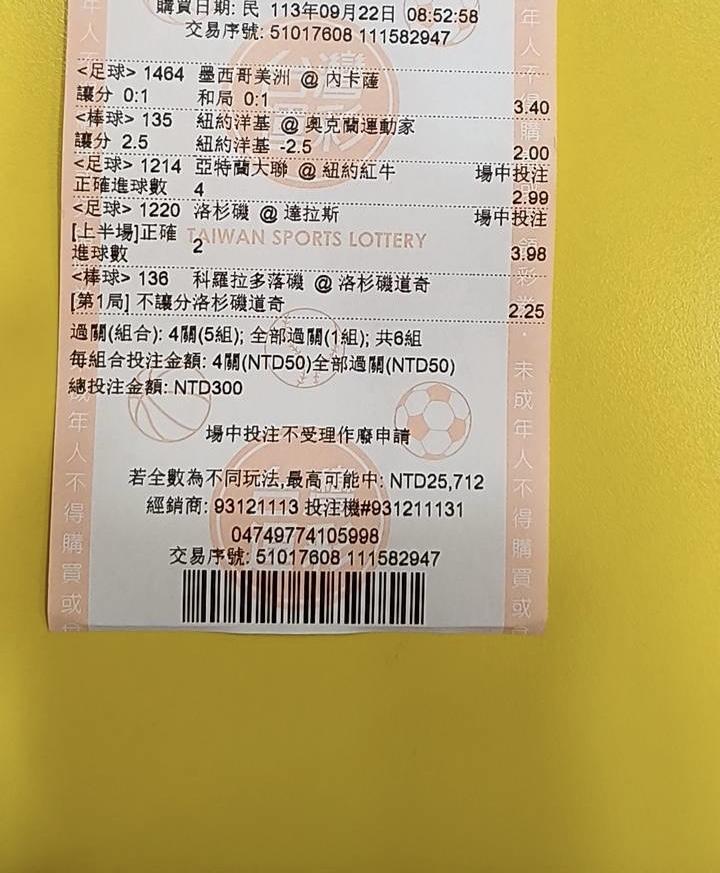 購買日期: 民 113年09月22日 08:52:58
交易序號: 51017608 111582947
<足球> 1464 墨西哥美洲 @ 內卡薩
讓分 0:1 和局 0:1 3.40
<棒球> 135 紐約洋基 @ 奧克蘭運動家
讓分 2.5 紐約洋基 -2.5 2.00
<足球> 1214 亞特蘭大聯 @ 紐約紅牛 場中投注
正確進球數 4 2.99
<足球> 1220 洛杉磯 @ 達拉斯 場中投注
[上半場]正確進球數 2 3.98
TAIWAN SPORTS LOTTERY
<棒球> 136 科羅拉多落磯 @ 洛杉磯道奇
[第1局] 不讓分洛杉磯道奇 2.25
過關(組合): 4關(5組); 全部過關(1組); 共6組
每組合投注金額: 4關(NTD50)全部過關(NTD50)
總投注金額: NTD300
場中投注不受理作廢申請
若全數為不同玩法,最高可能中: NTD25,712
經銷商: 93121113 投注機#931211131
04749774105998
交易序號: 51017608 111582947
年人不得購買或
未成年人不得購買或